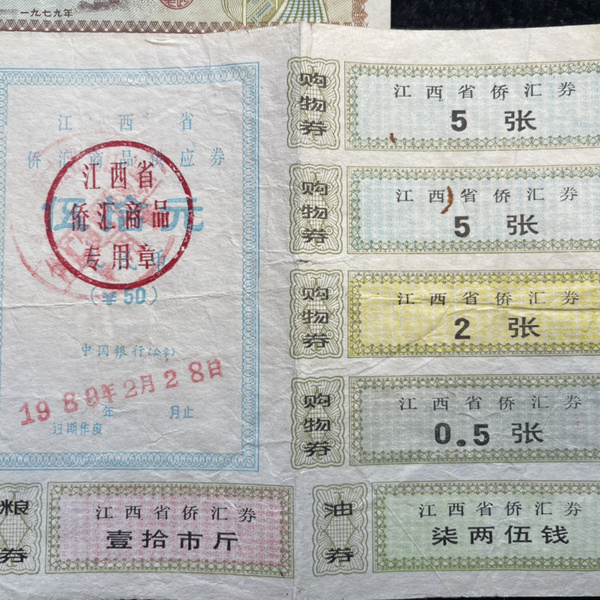 一九七九年
江西省
侨汇商品供应券
伍拾元
江西省
侨汇商品
专用章
(￥50)
中国银行(公章)
1989年2月28日
年 月止
过期作废
购物券
江西省侨汇券
5 张
购物券
江西省侨汇券
5 张
购物券
江西省侨汇券
2 张
购物券
江西省侨汇券
0.5 张
粮券
江西省侨汇券
壹拾市斤
油券
江西省侨汇券
柒两伍钱